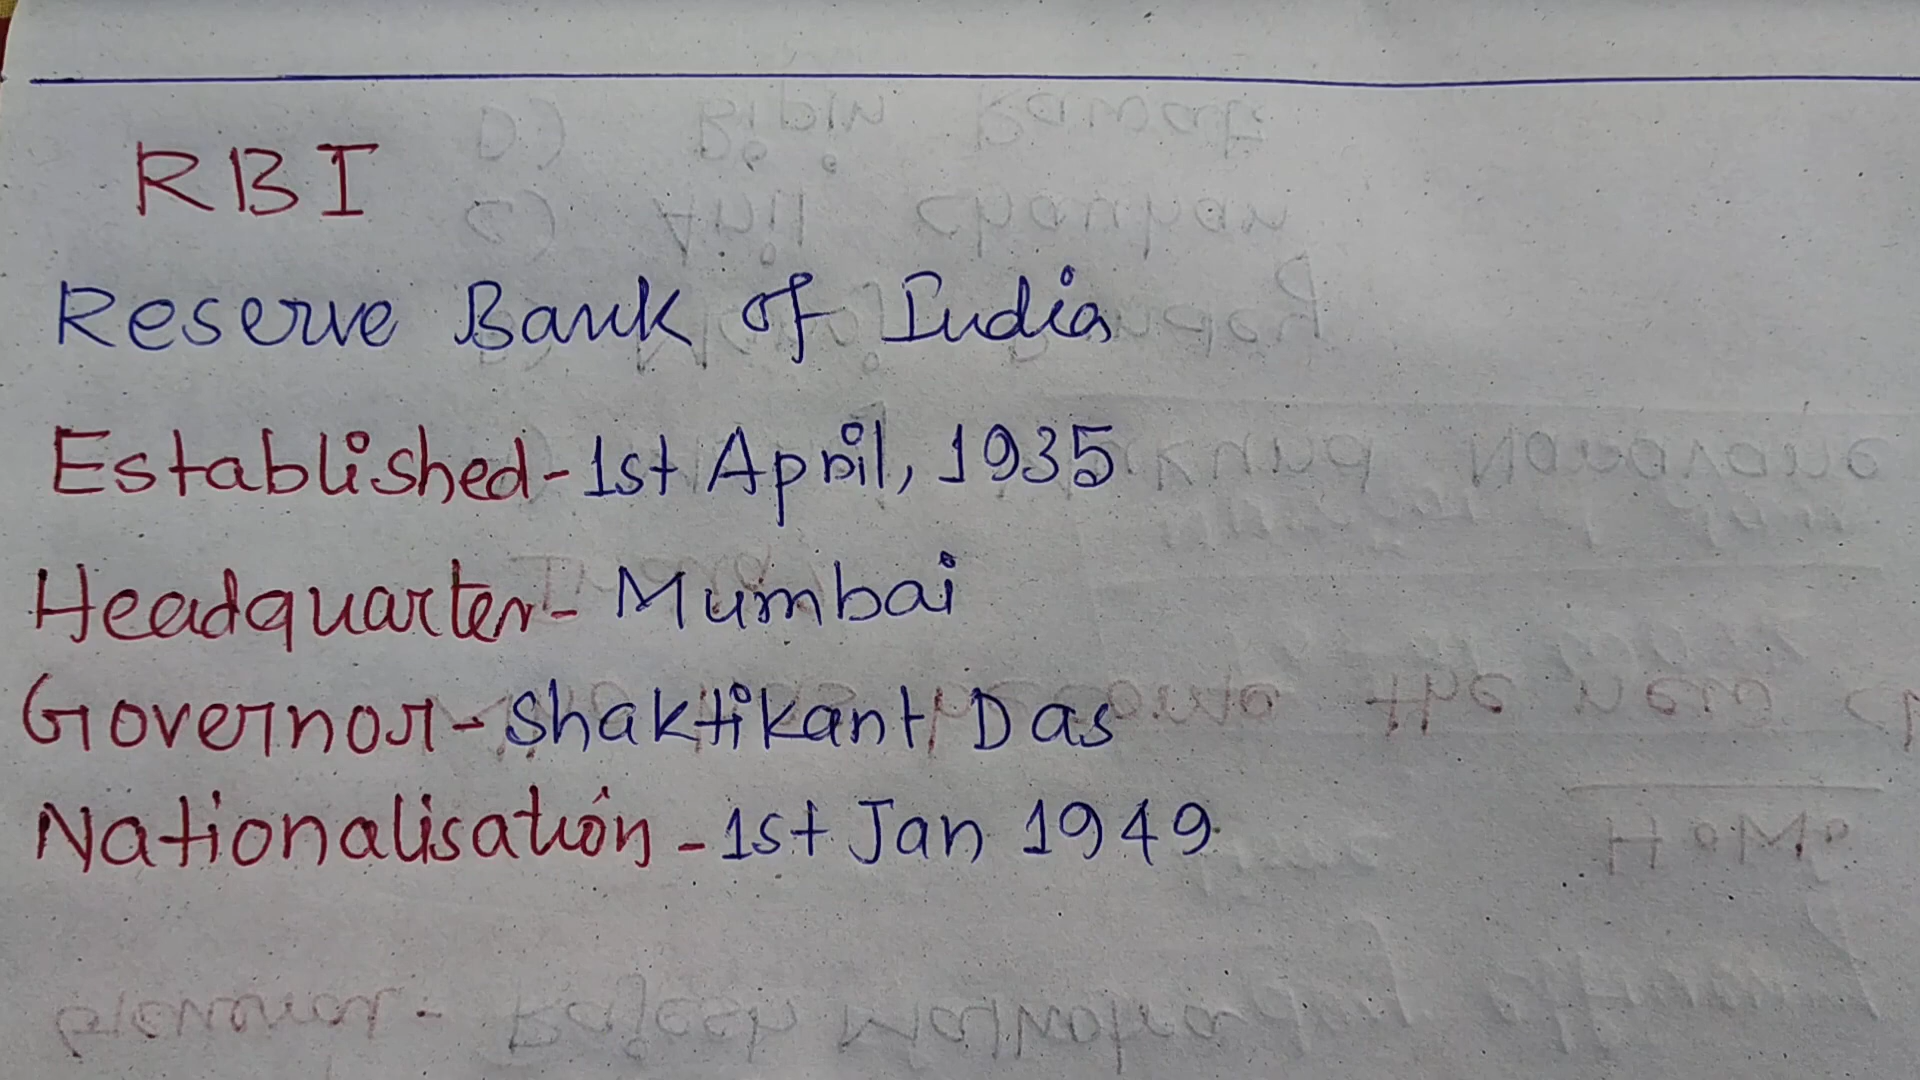 RBI
Reserve Bank of India
Established - 1st April, 1935
Headquarter - Mumbai
Governor - Shaktikant Das
Nationalisation - 1st Jan 1949